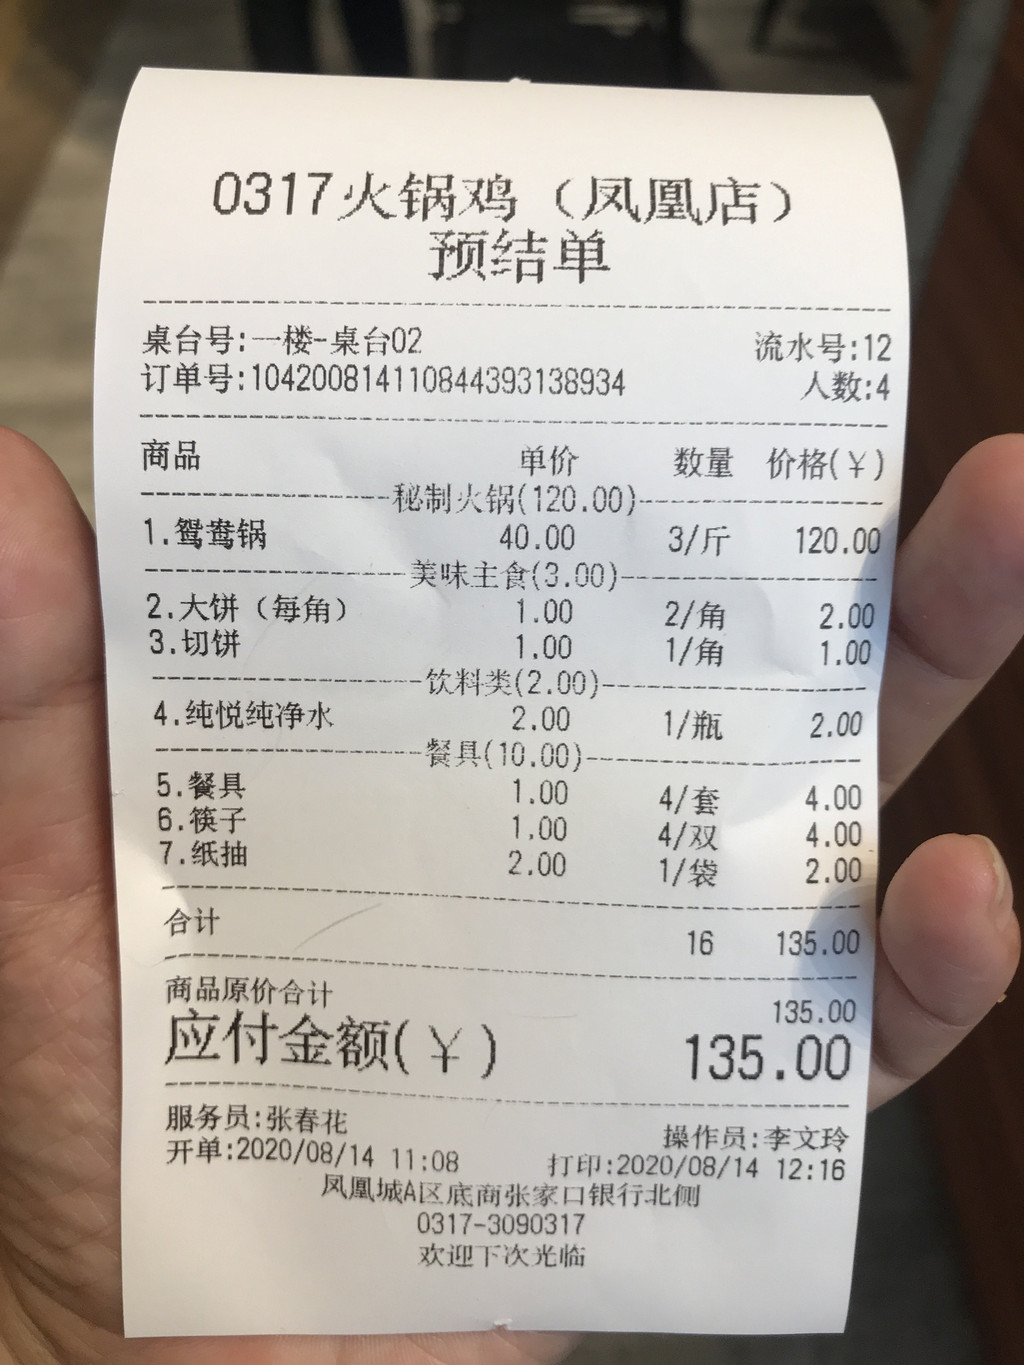 0317火锅鸡（凤凰店）
预结单
桌台号:一楼-桌台02 流水号:12
订单号:104200814110844393138934 人数:4
商品 单价 数量 价格(¥)
秘制火锅(120.00)
1.鸳鸯锅 40.00 3/斤 120.00
美味主食(3.00)
2.大饼（每角） 1.00 2/角 2.00
3.切饼 1.00 1/角 1.00
饮料类(2.00)
4.纯悦纯净水 2.00 1/瓶 2.00
餐具(10.00)
5.餐具 1.00 4/套 4.00
6.筷子 1.00 4/双 4.00
7.纸抽 2.00 1/袋 2.00
合计 16 135.00
商品原价合计 135.00
应付金额(¥) 135.00
服务员:张春花 操作员:李文玲
开单:2020/08/14 11:08 打印:2020/08/14 12:16
凤凰城A区底商张家口银行北侧
0317-3090317
欢迎下次光临